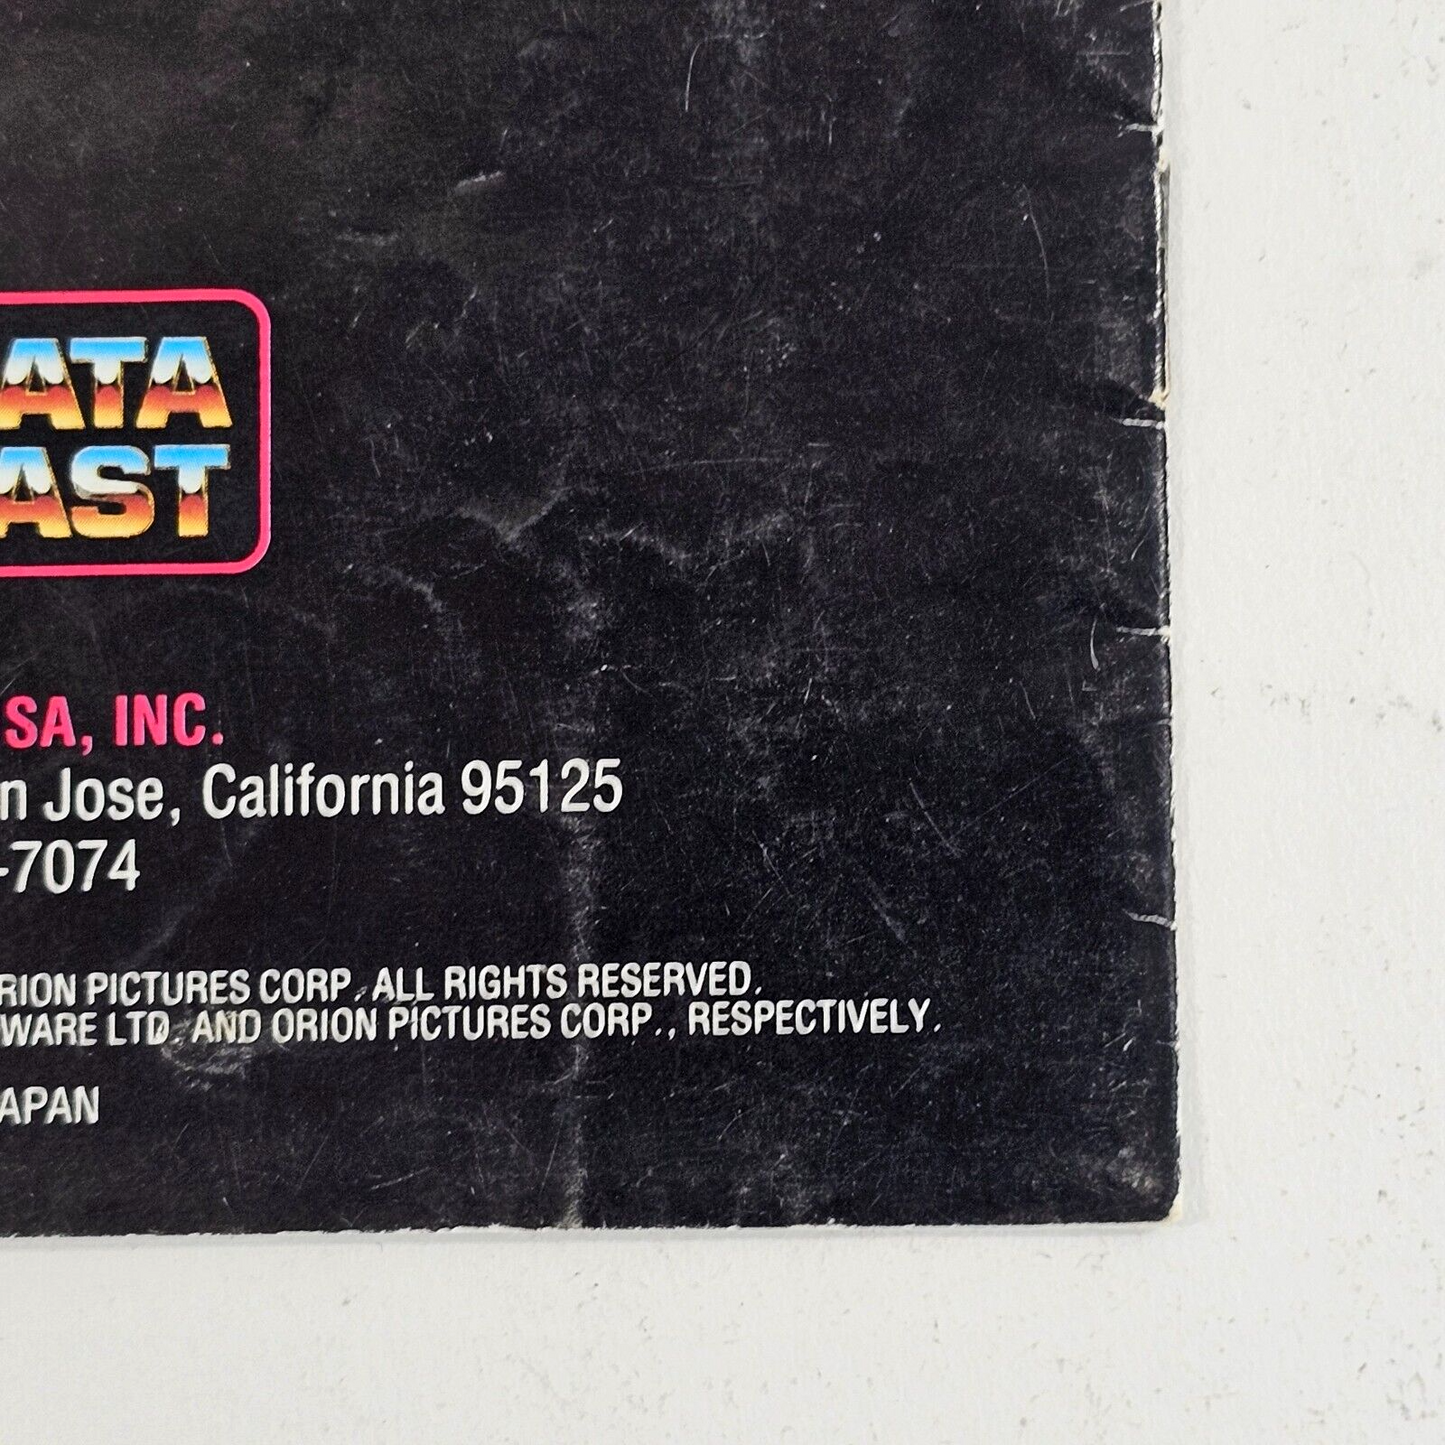 ATA
AST
SA, INC.
n Jose, California 95125
-7074
RION PICTURES CORP. ALL RIGHTS RESERVED.
WARE LTD. AND ORION PICTURES CORP., RESPECTIVELY.
APAN